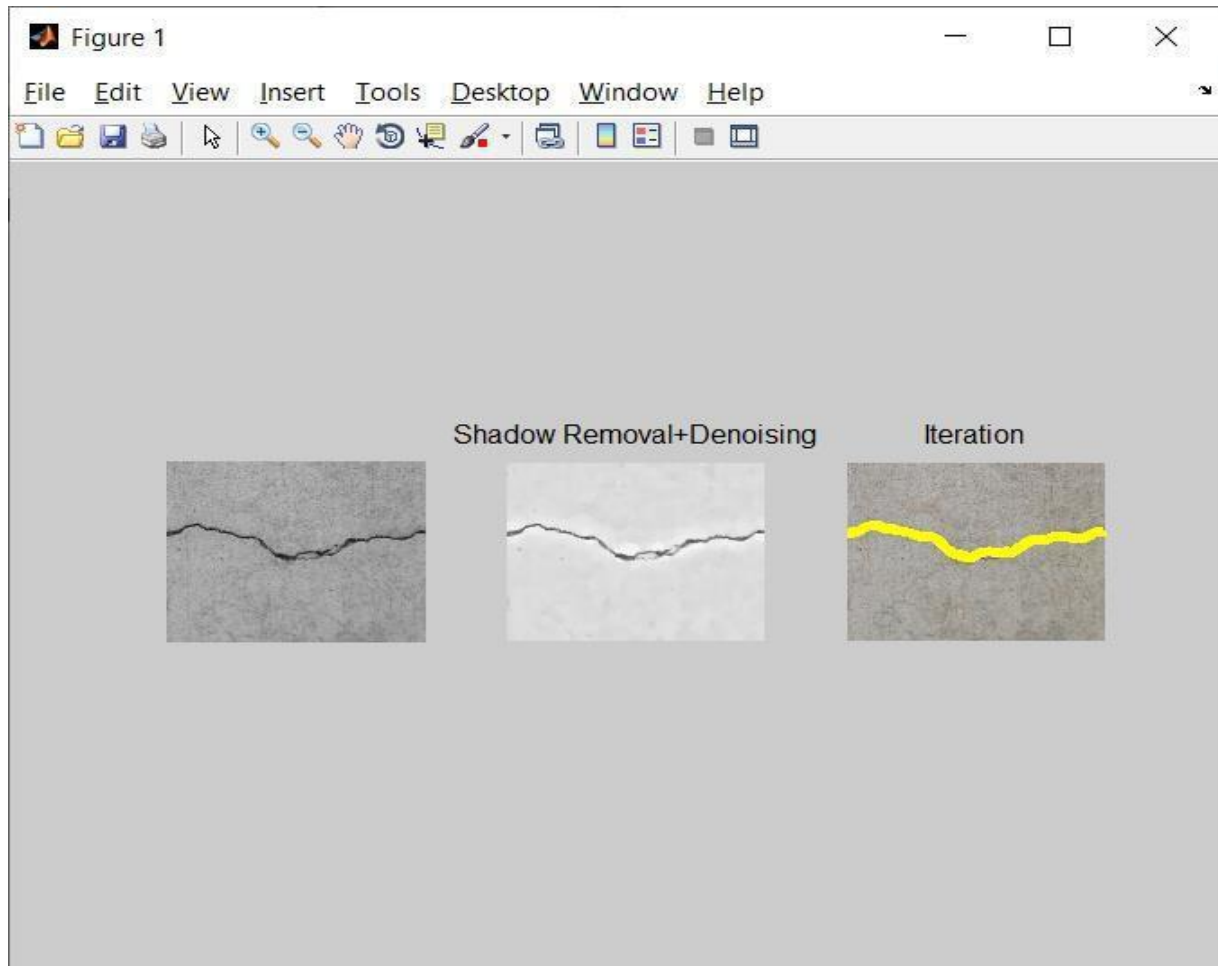 Figure 1
File Edit View Insert Tools Desktop Window Help
Shadow Removal+Denoising Iteration